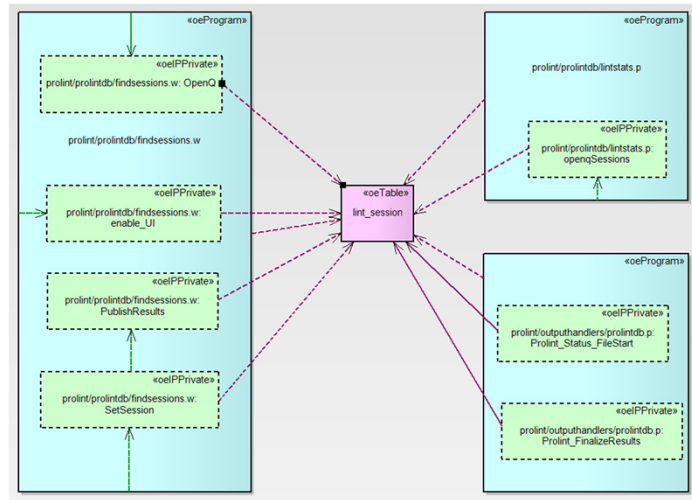 «oeProgram»
«oeIPPrivate»
prolint/prolintdb/findsessions.w: OpenQ
prolint/prolintdb/findsessions.w
«oeIPPrivate»
prolint/prolintdb/findsessions.w:
enable_UI
«oeIPPrivate»
prolint/prolintdb/findsessions.w:
PublishResults
«oeIPPrivate»
prolint/prolintdb/findsessions.w:
SetSession
«oeTable»
lint_session
«oeProgram»
prolint/prolintdb/lintstats.p
«oeIPPrivate»
prolint/prolintdb/lintstats.p:
openqSessions
«oeProgram»
«oeIPPrivate»
prolint/outputhandlers/prolintdb.p:
Prolint_Status_FileStart
«oeIPPrivate»
prolint/outputhandlers/prolintdb.p:
Prolint_FinalizeResults